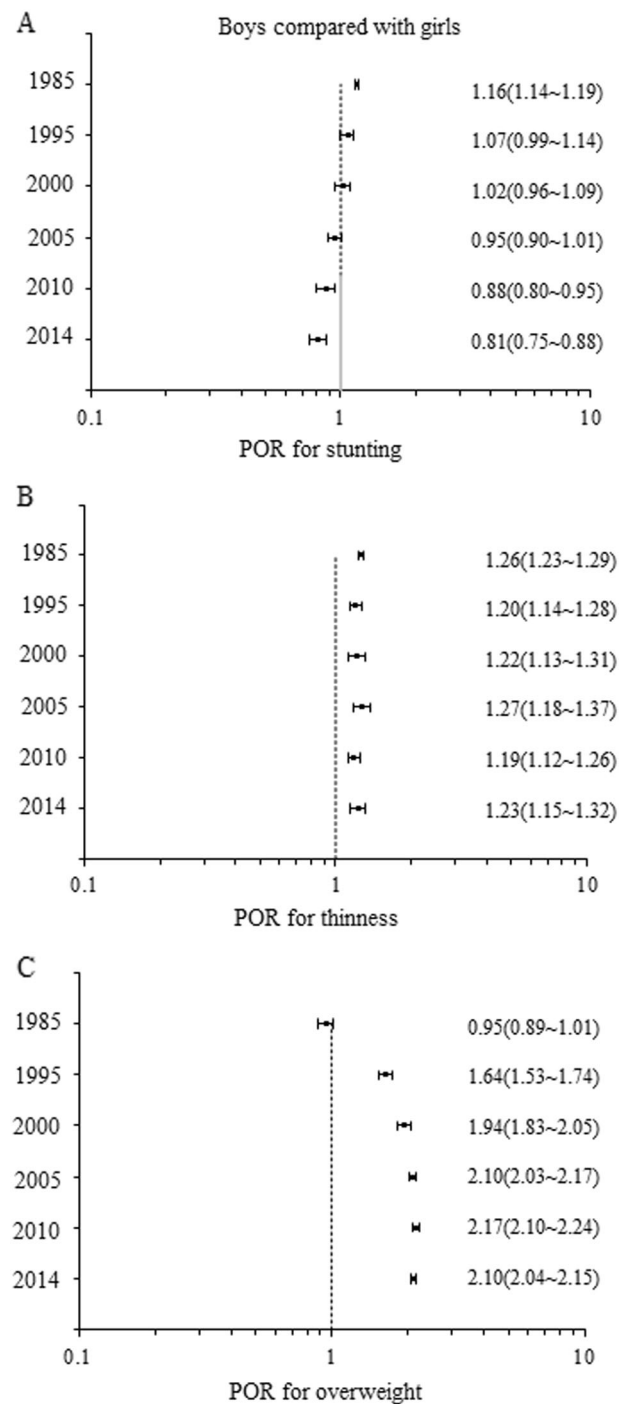 A
Boys compared with girls
1985 1.16(1.14~1.19)
1995 1.07(0.99~1.14)
2000 1.02(0.96~1.09)
2005 0.95(0.90~1.01)
2010 0.88(0.80~0.95)
2014 0.81(0.75~0.88)
0.1 1 10
POR for stunting
B
1985 1.26(1.23~1.29)
1995 1.20(1.14~1.28)
2000 1.22(1.13~1.31)
2005 1.27(1.18~1.37)
2010 1.19(1.12~1.26)
2014 1.23(1.15~1.32)
0.1 1 10
POR for thinness
C
1985 0.95(0.89~1.01)
1995 1.64(1.53~1.74)
2000 1.94(1.83~2.05)
2005 2.10(2.03~2.17)
2010 2.17(2.10~2.24)
2014 2.10(2.04~2.15)
0.1 1 10
POR for overweight